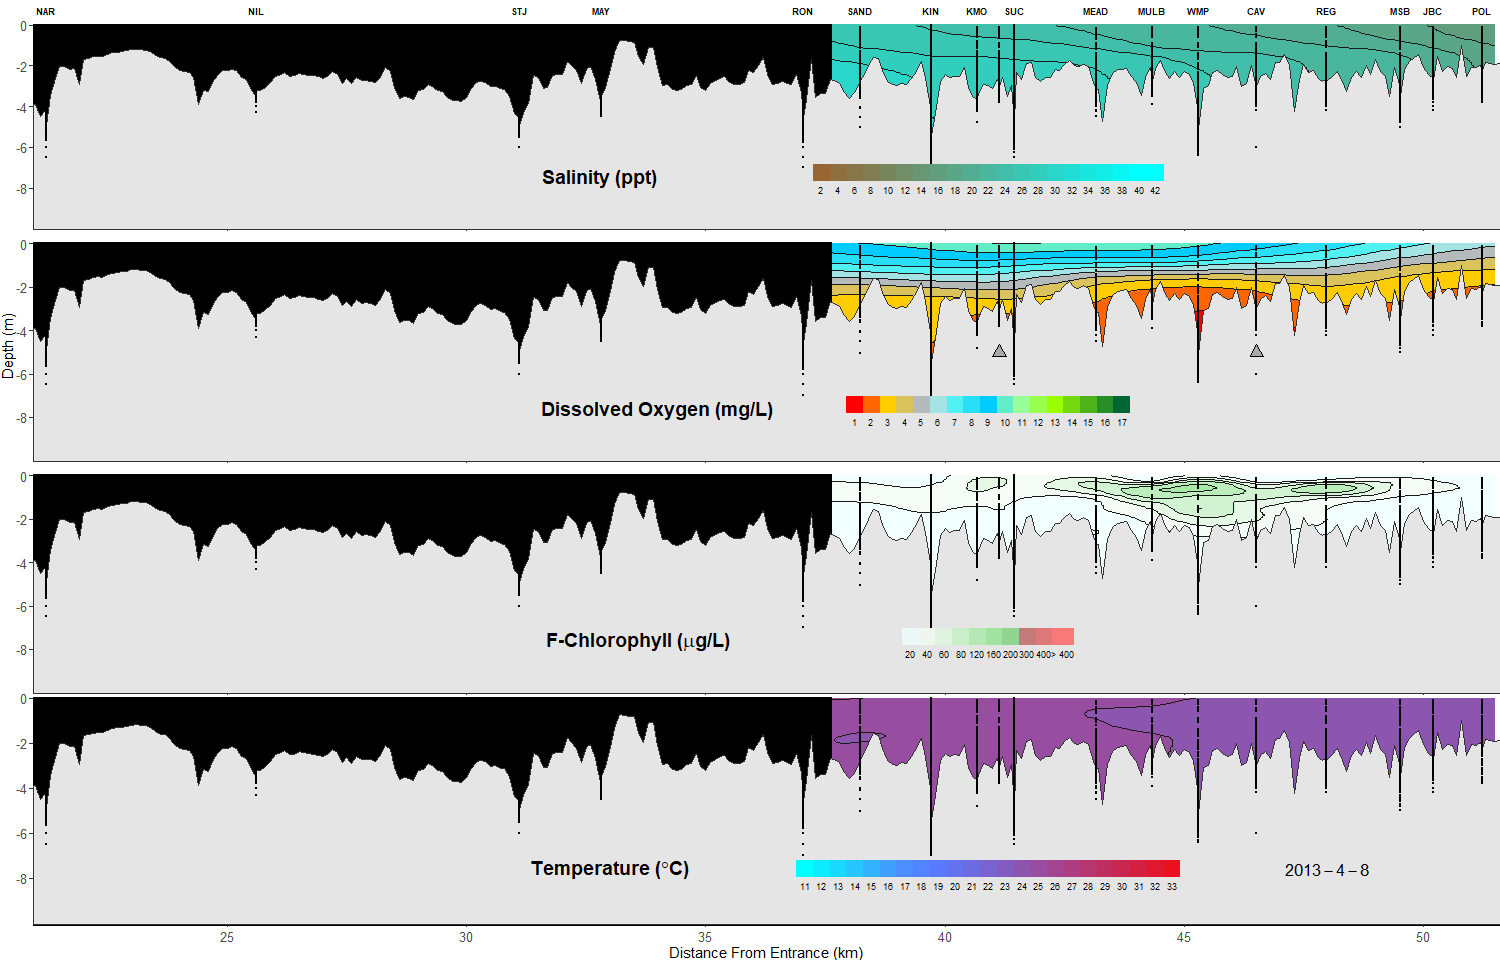 NAR NIL STJ MAY RON SAND KIN KMO SUC MEAD MULB WMP CAV REG MSB JBC POL
0
-2
-4
-6
-8
Salinity (ppt)
2 4 6 8 10 12 14 16 18 20 22 24 26 28 30 32 34 36 38 40 42
0
-2
-4
-6
-8
Depth (m)
Dissolved Oxygen (mg/L)
1 2 3 4 5 6 7 8 9 10 11 12 13 14 15 16 17
0
-2
-4
-6
-8
F-Chlorophyll (μg/L)
20 40 60 80 120 160 200 300 400> 400
0
-2
-4
-6
-8
Temperature (°C)
11 12 13 14 15 16 17 18 19 20 21 22 23 24 25 26 27 28 29 30 31 32 33
2013 – 4 – 8
25 30 35 40 45 50
Distance From Entrance (km)